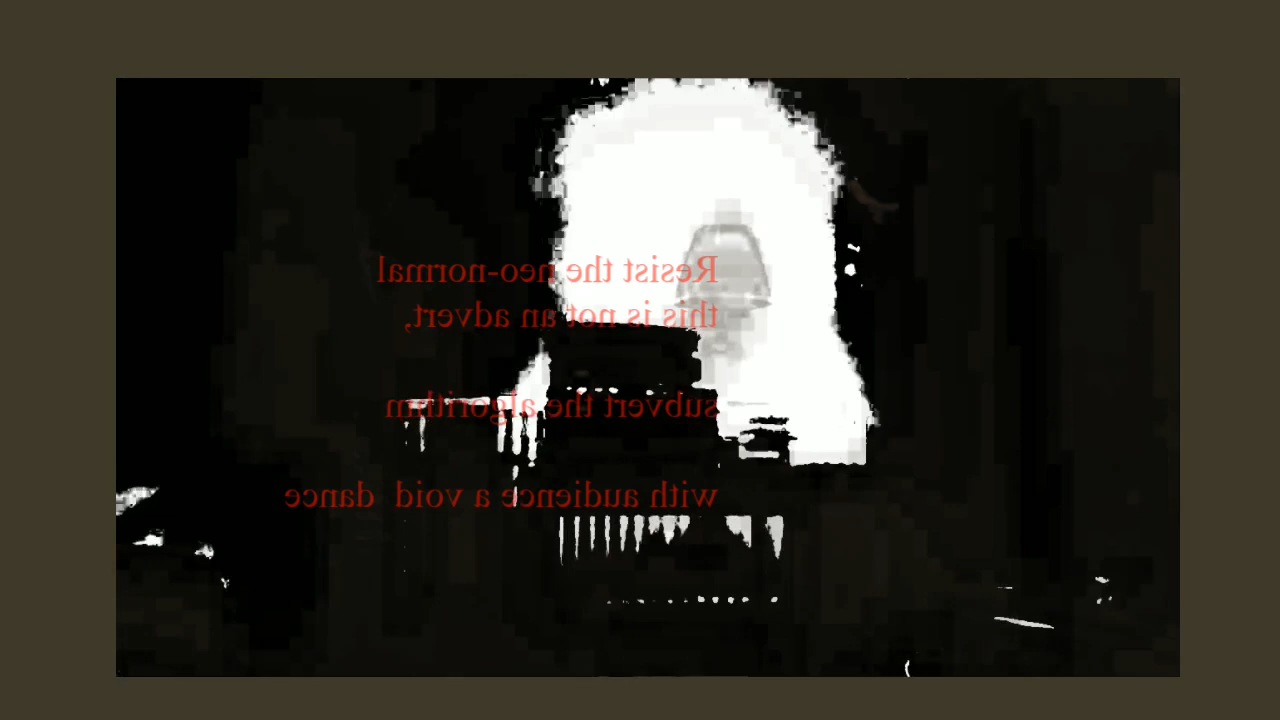 Resist the neo-normal
this is not an advert,
subvert the algorithm
with audience a void dance